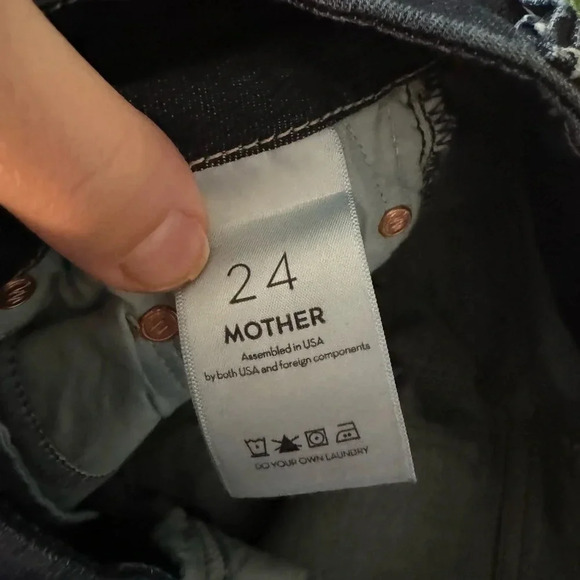 24
MOTHER
Assembled in USA
by both USA and foreign components
DO YOUR OWN LAUNDRY